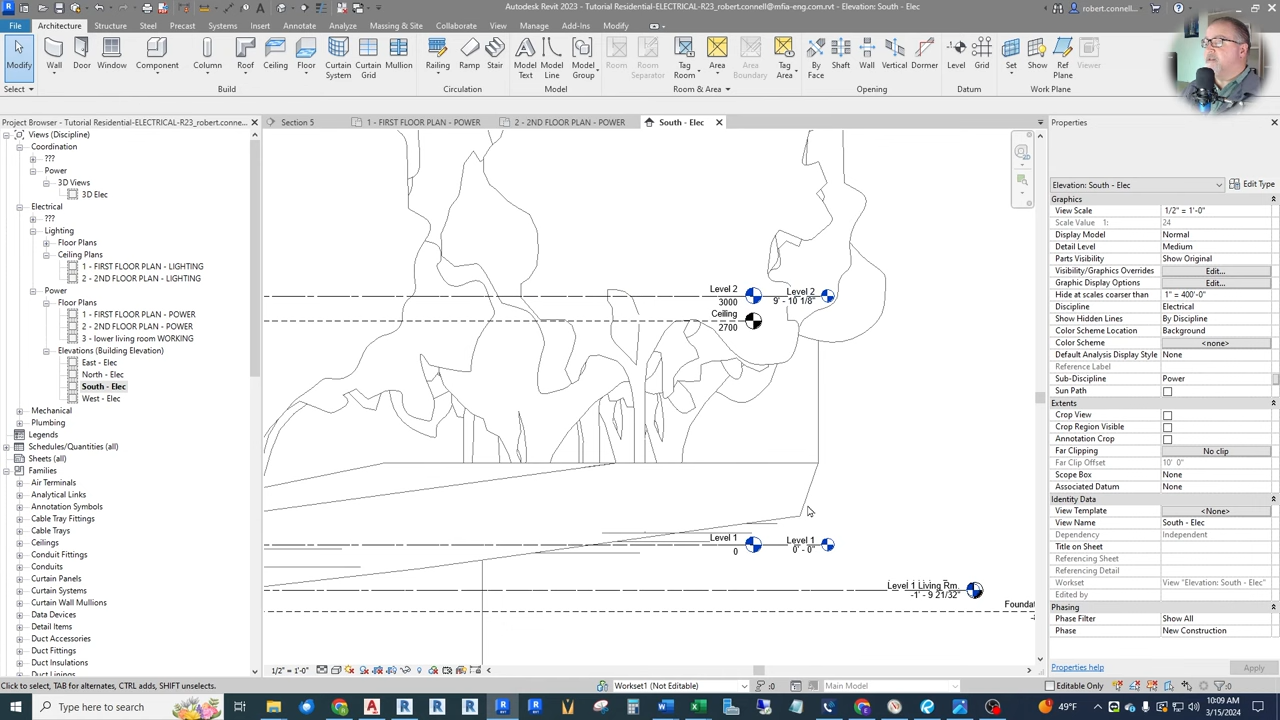 Autodesk Revit 2023 - Tutorial Residential-ELECTRICAL-R23_robert.connell@mfia-eng.com.rvt - Elevation: South - Elec
robert.connell
File Architecture Structure Steel Precast Systems Insert Annotate Analyze Massing & Site Collaborate View Manage Add-Ins Modify
Modify Wall Door Window Component Column Roof Ceiling Floor Curtain System Curtain Grid Mullion Railing Ramp Stair Model Text Model Line Model Group Room Room Separator Tag Room Area Area Boundary Tag Area By Face Shaft Wall Vertical Dormer Level Grid Set Show Ref Plane Viewer
Select Build Circulation Model Room & Area Opening Datum Work Plane
Project Browser - Tutorial Residential-ELECTRICAL-R23_robert.conne...
Section 5
1 - FIRST FLOOR PLAN - POWER
2 - 2ND FLOOR PLAN - POWER
South - Elec
Properties
Views (Discipline)
Coordination
???
Power
3D Views
3D Elec
Electrical
???
Lighting
Floor Plans
Ceiling Plans
1 - FIRST FLOOR PLAN - LIGHTING
2 - 2ND FLOOR PLAN - LIGHTING
Power
Floor Plans
1 - FIRST FLOOR PLAN - POWER
2 - 2ND FLOOR PLAN - POWER
3 - lower living room WORKING
Elevations (Building Elevation)
East - Elec
North - Elec
South - Elec
West - Elec
Mechanical
Plumbing
Legends
Schedules/Quantities (all)
Sheets (all)
Families
Air Terminals
Analytical Links
Annotation Symbols
Cable Tray Fittings
Cable Trays
Ceilings
Conduit Fittings
Conduits
Curtain Panels
Curtain Systems
Curtain Wall Mullions
Data Devices
Detail Items
Duct Accessories
Duct Fittings
Duct Insulations
Duct Linings
Level 2
3000
Level 2
9' - 10 1/8"
Ceiling
2700
Level 1
0
Level 1
0' - 0"
Level 1 Living Rm.
-1' - 9 21/32"
Founda
Elevation: South - Elec Edit Type
Graphics
View Scale 1/2" = 1'-0"
Scale Value 1: 24
Display Model Normal
Detail Level Medium
Parts Visibility Show Original
Visibility/Graphics Overrides Edit...
Graphic Display Options Edit...
Hide at scales coarser than 1" = 400'-0"
Discipline Electrical
Show Hidden Lines By Discipline
Color Scheme Location Background
Color Scheme <none>
Default Analysis Display Style None
Reference Label
Sub-Discipline Power
Sun Path
Extents
Crop View
Crop Region Visible
Annotation Crop
Far Clipping No clip
Far Clip Offset 10' 0"
Scope Box None
Associated Datum None
Identity Data
View Template <None>
View Name South - Elec
Dependency Independent
Title on Sheet
Referencing Sheet
Referencing Detail
Workset View "Elevation: South - Elec"
Edited by
Phasing
Phase Filter Show All
Phase New Construction
Properties help Apply
1/2" = 1'-0"
Click to select, TAB for alternates, CTRL adds, SHIFT unselects.
Workset1 (Not Editable) :0 Main Model Editable Only :0
Type here to search
49°F
10:09 AM
3/15/2024